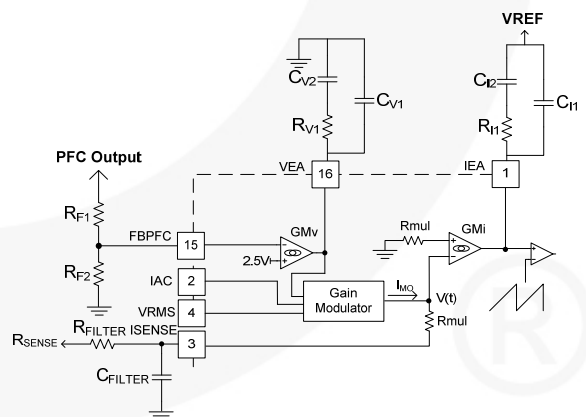 VREF
CV2
CV1
RV1
CI2
CI1
RI1
PFC Output
VEA
16
IEA
1
RF1
RF2
FBPFC
15
GMv
2.5V
Rmul
GMi
IAC
2
VRMS
4
Gain
Modulator
IMO
V(t)
Rmul
RFILTER
ISENSE
3
RSENSE
CFILTER
R